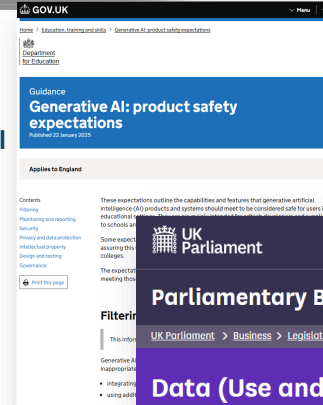 GOV.UK
Menu
Home > Education, training and skills > Generative AI: product safety expectations
Department
for Education
Guidance
Generative AI: product safety
expectations
Published 22 January 2025
Applies to England
Contents
Filtering
Monitoring and reporting
Security
Privacy and data protection
Intellectual property
Design and testing
Governance
Print this page
These expectations outline the capabilities and features that generative artificial
intelligence (AI) products and systems should meet to be considered safe for users i
educational
to schools an
Some expect
assuring this
colleges.
The expectat
meeting those
Filterin
This infor
Generative AI
inappropriate
integrating
using addit
UK
Parliament
Parliamentary B
UK Parliament > Business > Legislat
Data (Use and